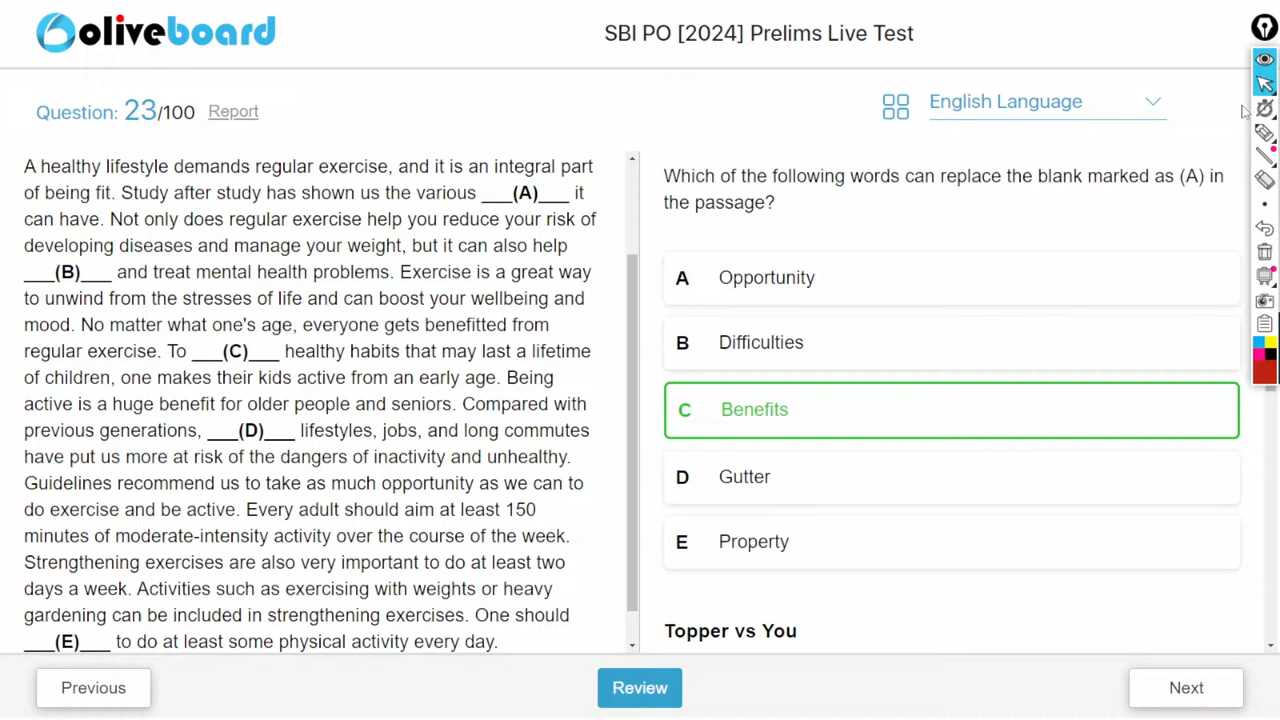 oliveboard
SBI PO [2024] Prelims Live Test
Question: 23/100 Report
English Language
A healthy lifestyle demands regular exercise, and it is an integral part
of being fit. Study after study has shown us the various ___(A)___ it
can have. Not only does regular exercise help you reduce your risk of
developing diseases and manage your weight, but it can also help
___(B)___ and treat mental health problems. Exercise is a great way
to unwind from the stresses of life and can boost your wellbeing and
mood. No matter what one's age, everyone gets benefitted from
regular exercise. To ___(C)___ healthy habits that may last a lifetime
of children, one makes their kids active from an early age. Being
active is a huge benefit for older people and seniors. Compared with
previous generations, ___(D)___ lifestyles, jobs, and long commutes
have put us more at risk of the dangers of inactivity and unhealthy.
Guidelines recommend us to take as much opportunity as we can to
do exercise and be active. Every adult should aim at least 150
minutes of moderate-intensity activity over the course of the week.
Strengthening exercises are also very important to do at least two
days a week. Activities such as exercising with weights or heavy
gardening can be included in strengthening exercises. One should
___(E)___ to do at least some physical activity every day.
Which of the following words can replace the blank marked as (A) in
the passage?
A Opportunity
B Difficulties
C Benefits
D Gutter
E Property
Topper vs You
Previous
Review
Next